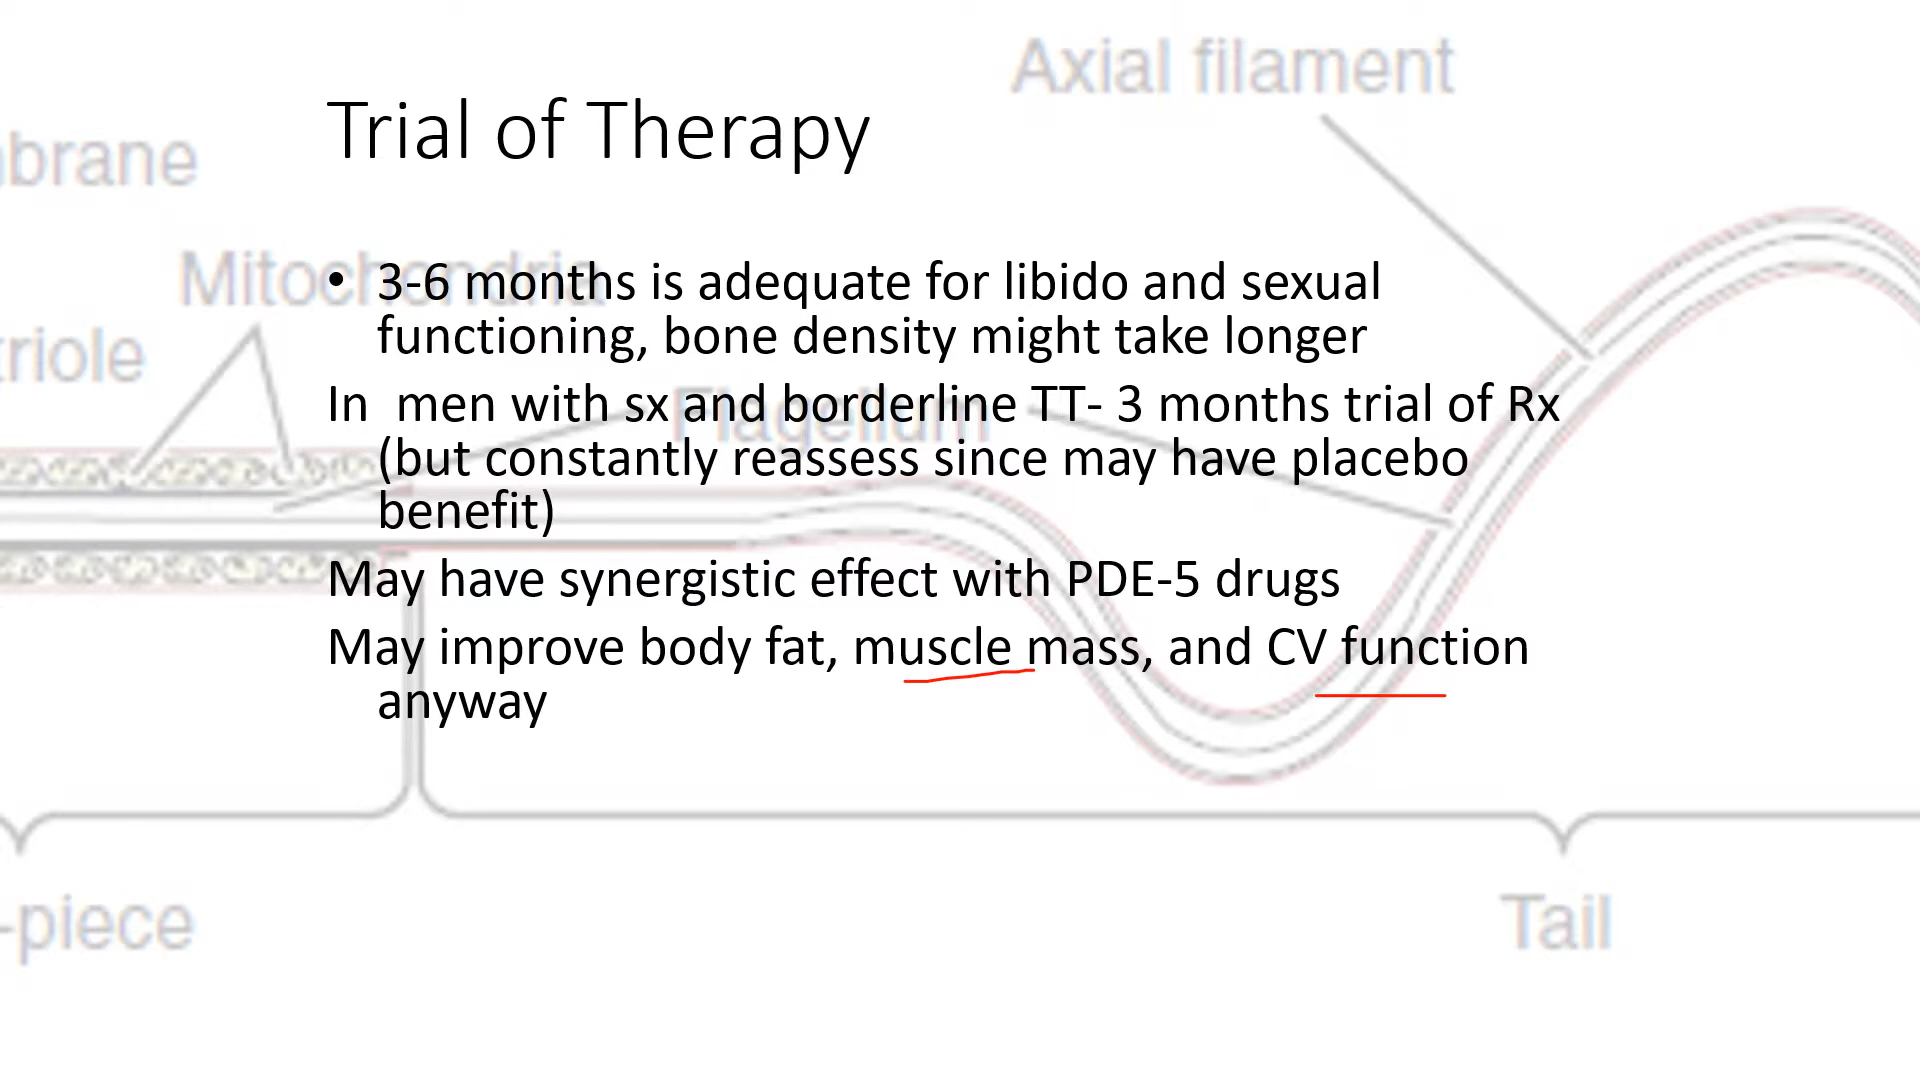 Axial filament
Trial of Therapy
brane
Mitochondria
• 3-6 months is adequate for libido and sexual
functioning, bone density might take longer
triole
In  men with sx and borderline TT- 3 months trial of Rx
Flagellum
(but constantly reassess since may have placebo
benefit)
May have synergistic effect with PDE-5 drugs
May improve body fat, muscle mass, and CV function
anyway
-piece
Tail